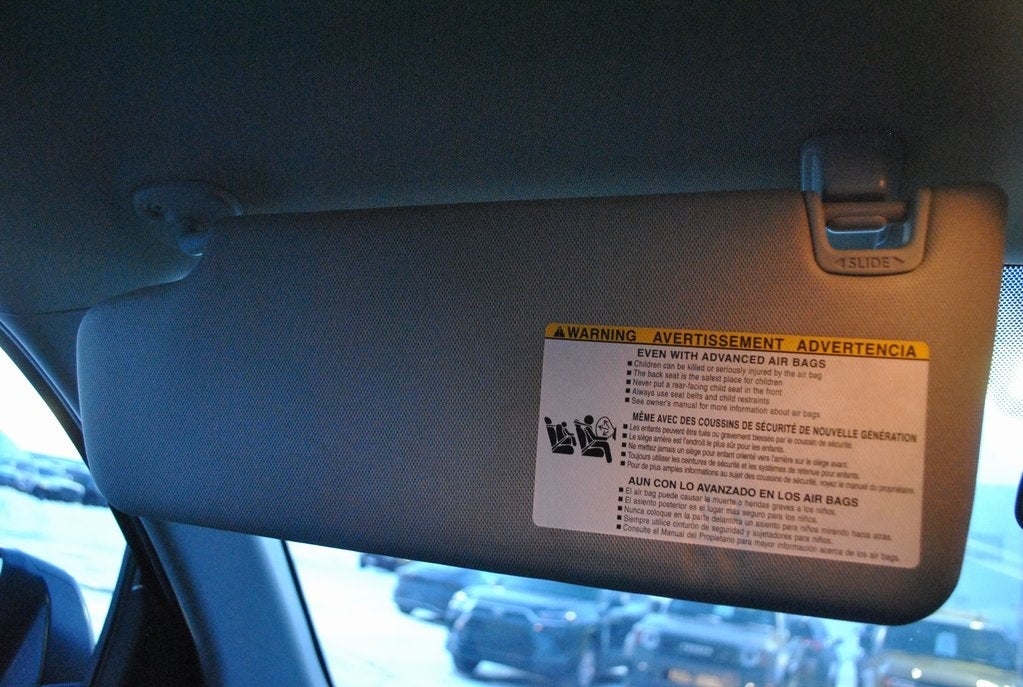 SLIDE
WARNING AVERTISSEMENT ADVERTENCIA
EVEN WITH ADVANCED AIR BAGS
■ Children can be killed or seriously injured by the air bag
■ The back seat is the safest place for children
■ Never put a rear-facing child seat in the front
■ Always use seat belts and child restraints
■ See owner's manual for more information about air bags
MÊME AVEC DES COUSSINS DE SÉCURITÉ DE NOUVELLE GÉNÉRATION
■ Les enfants peuvent être tués ou gravement blessés par le coussin de sécurité.
■ Le siège arrière est l'endroit le plus sûr pour les enfants.
■ Ne mettez jamais un siège pour enfant orienté vers l'arrière sur le siège avant.
■ Toujours utiliser les ceintures de sécurité et les systèmes de retenue pour enfants.
■ Pour de plus amples informations au sujet des coussins de sécurité, voyez le manuel du propriétaire.
AUN CON LO AVANZADO EN LOS AIR BAGS
■ El air bag puede causar la muerte o heridas graves a los niños.
■ El asiento posterior es el lugar más seguro para los niños.
■ Nunca coloque en la parte delantera un asiento para niños mirando hacia atrás.
■ Siempre utilice cinturón de seguridad y sujetadores para niños.
■ Consulte el Manual del Propietario para mayor información acerca de los air bags.